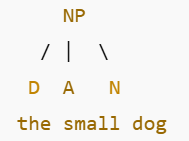 NP
/ | \
D A N
the small dog